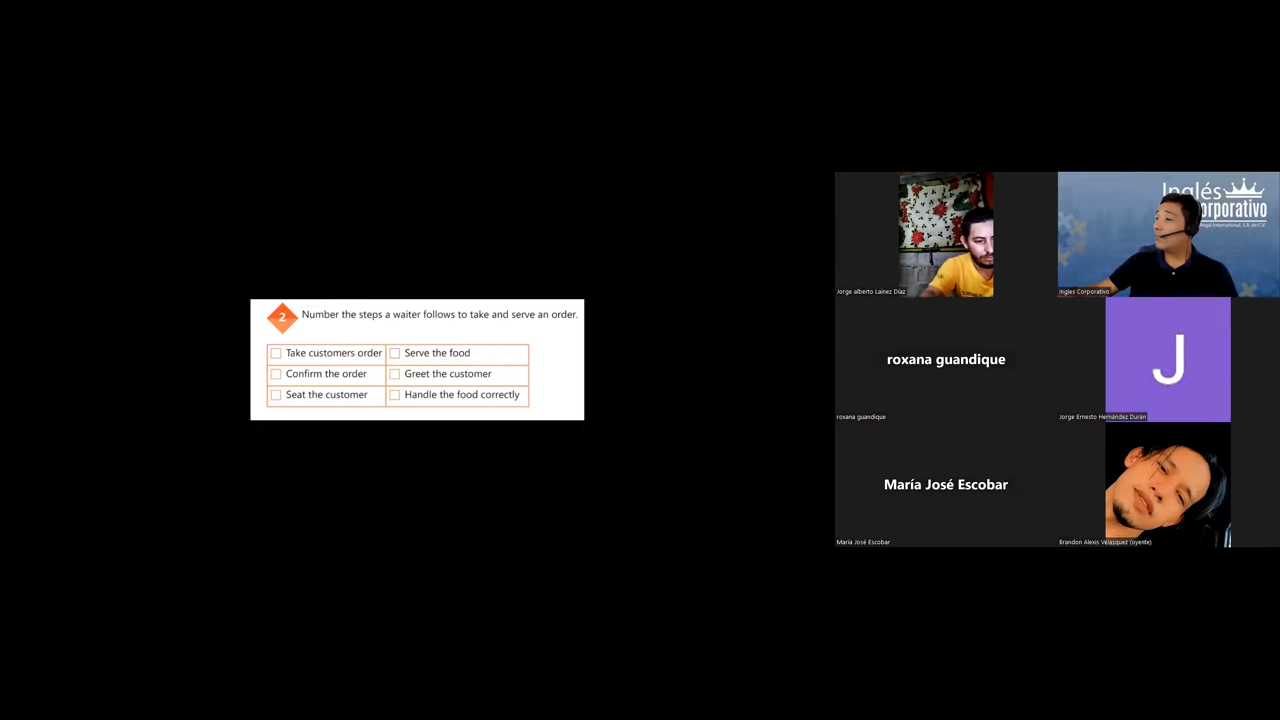 2
Number the steps a waiter follows to take and serve an order.
Take customers order
Serve the food
Confirm the order
Greet the customer
Seat the customer
Handle the food correctly
Inglés
orporativo
Jorge alberto Laínez Díaz
Ingles Corporativo
roxana guandique
roxana guandique
J
Jorge Ernesto Hernández Durán
María José Escobar
María José Escobar
Brandon Alexis Velasquez (oyente)